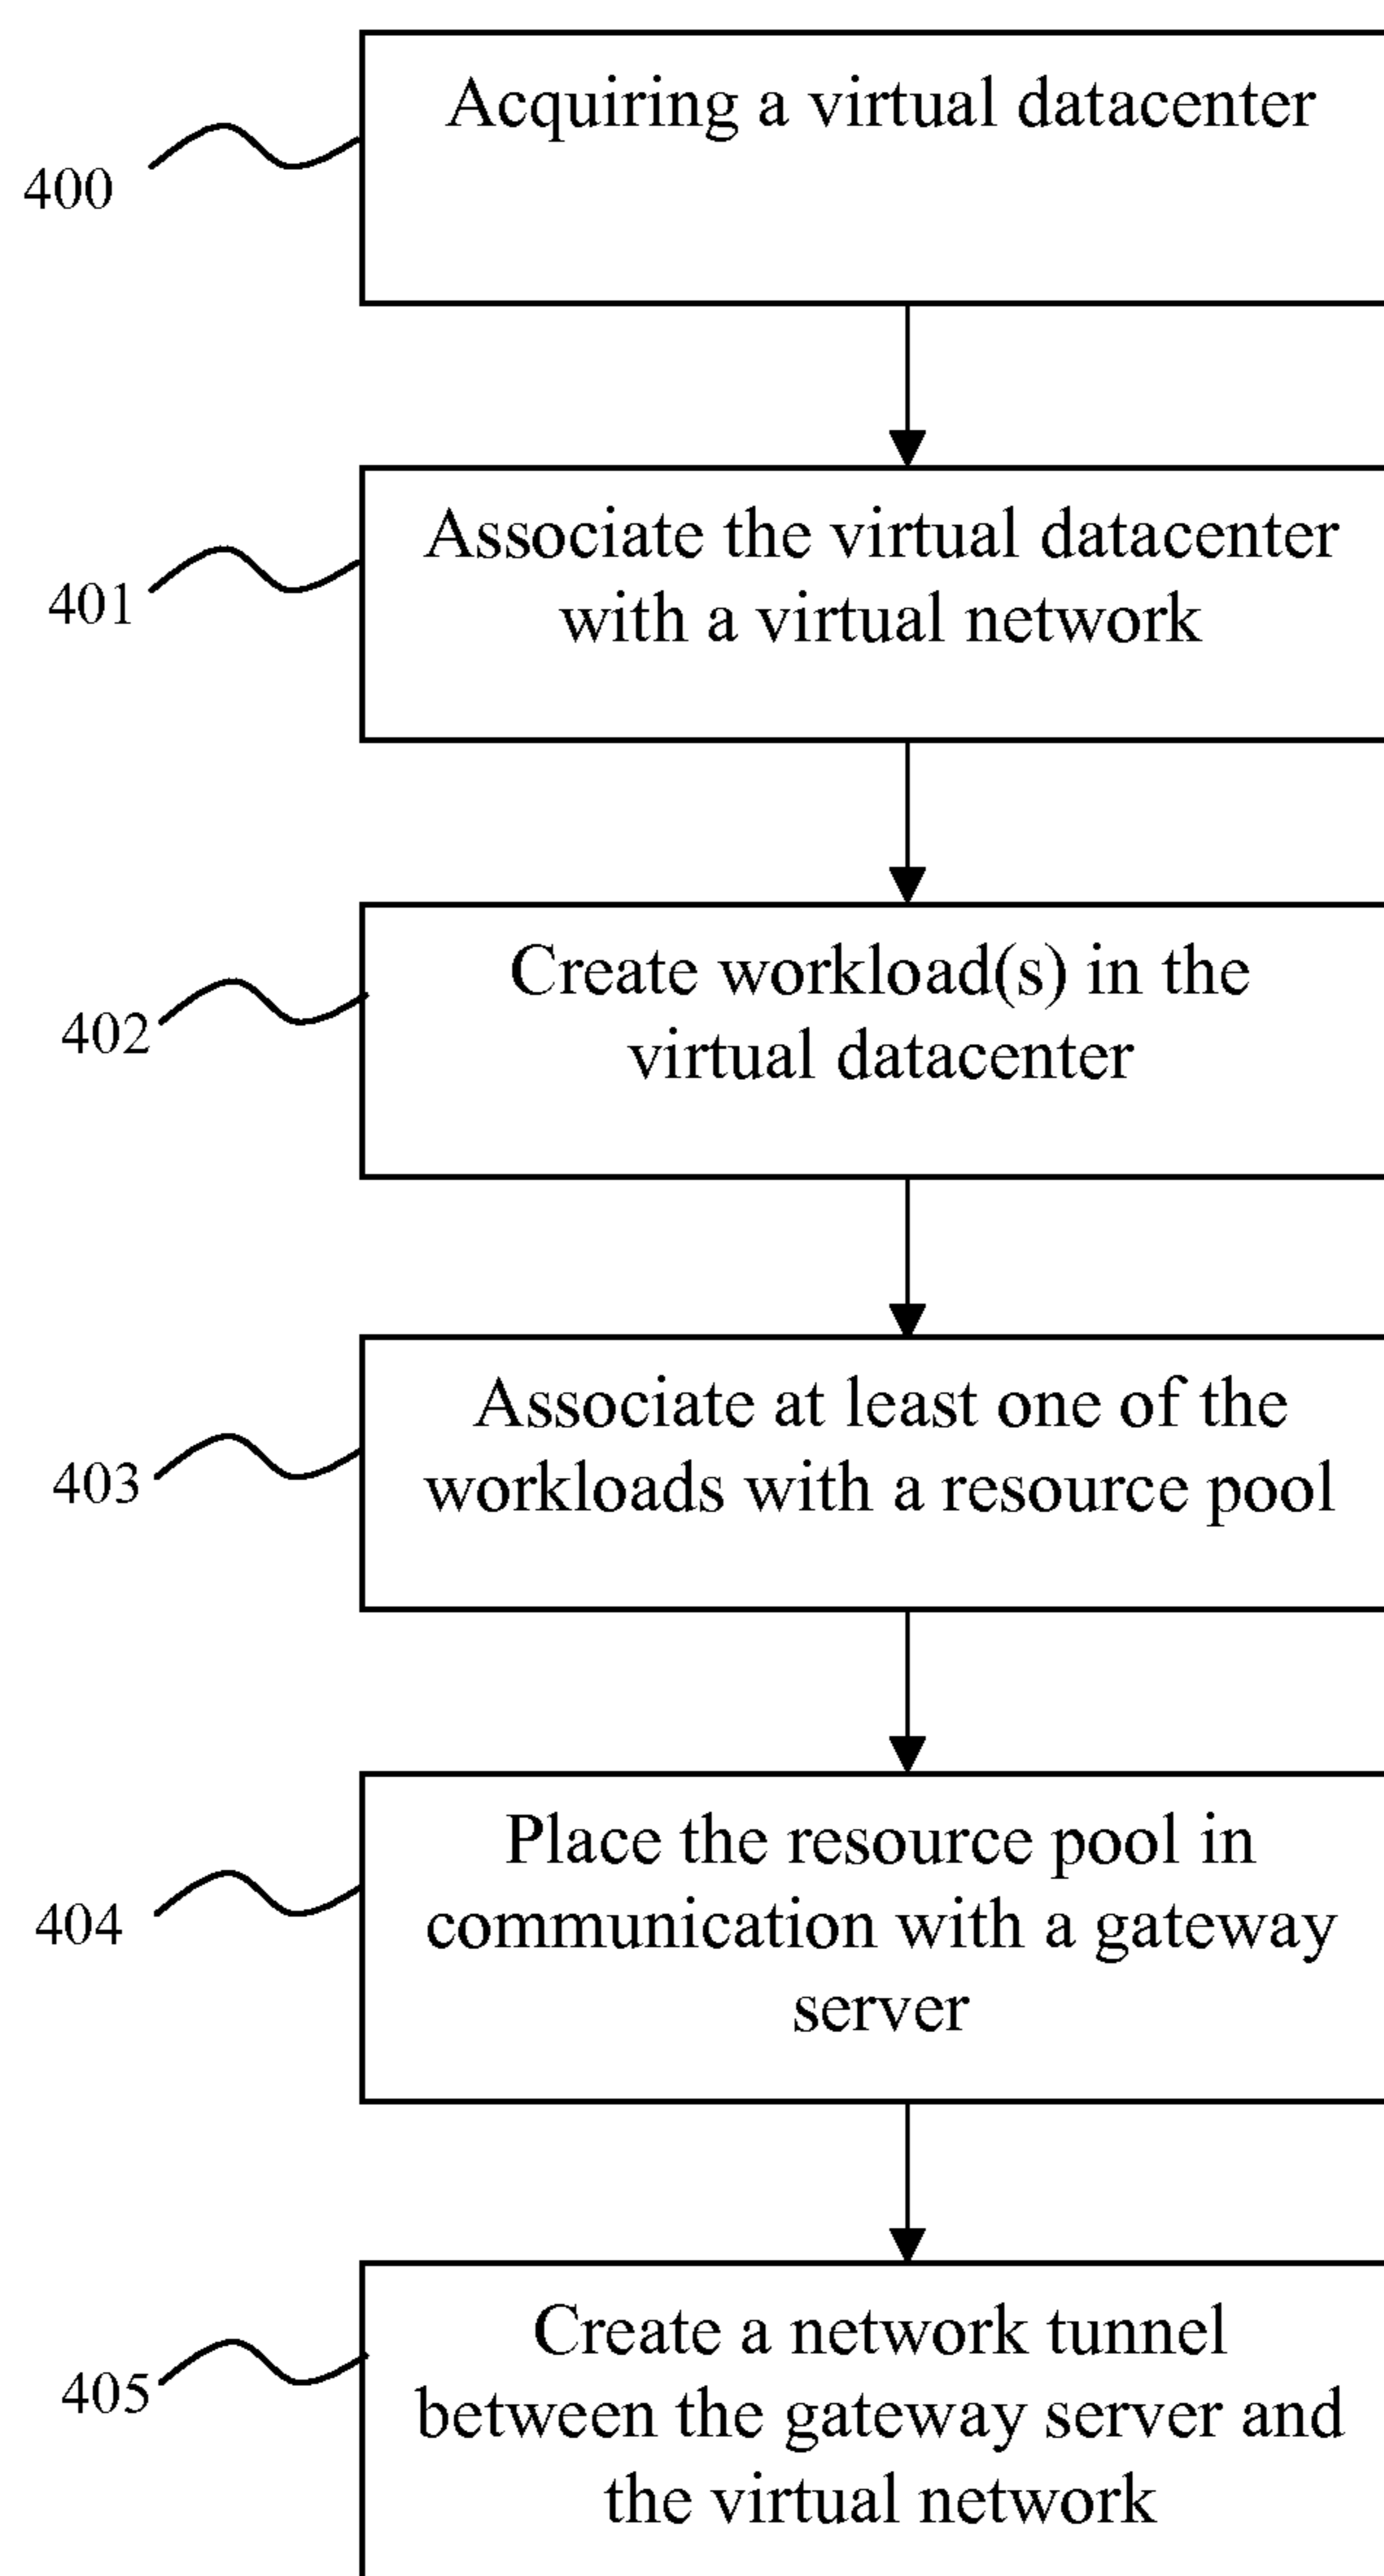 Acquiring a virtual datacenter
400
Associate the virtual datacenter
with a virtual network
401
Create workload(s) in the
virtual datacenter
402
Associate at least one of the
workloads with a resource pool
403
Place the resource pool in
communication with a gateway
server
404
Create a network tunnel
between the gateway server and
the virtual network
405